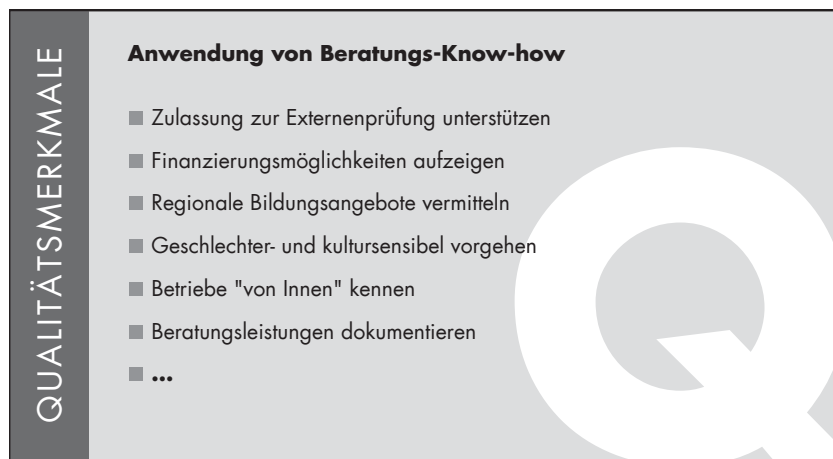 QUALITÄTSMERKMALE
Anwendung von Beratungs-Know-how
■ Zulassung zur Externenprüfung unterstützen
■ Finanzierungsmöglichkeiten aufzeigen
■ Regionale Bildungsangebote vermitteln
■ Geschlechter- und kultursensibel vorgehen
■ Betriebe "von Innen" kennen
■ Beratungsleistungen dokumentieren
■ ...
Q